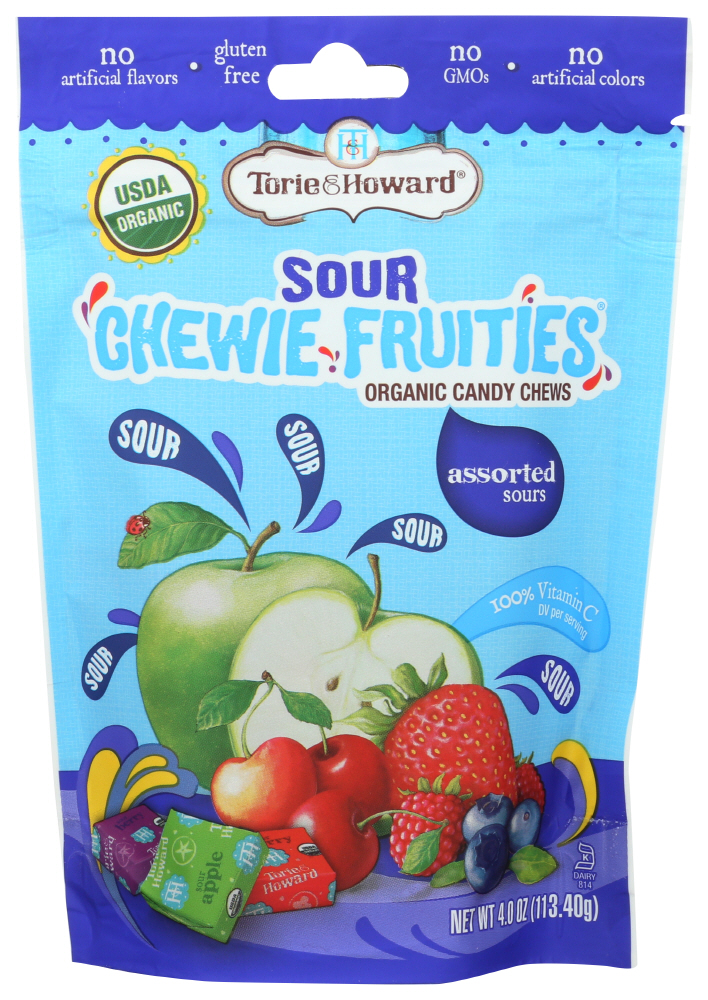 no
artificial flavors
•
gluten
free
no
GMOs
•
no
artificial colors
T&H
Torie&Howard®
USDA
ORGANIC
SOUR
CHEWIE FRUITIES®
ORGANIC CANDY CHEWS
SOUR
SOUR
SOUR
assorted
sours
100% Vitamin C
DV per serving
SOUR
SOUR
berry
sour
apple
Torie &
Howard
K
DAIRY
814
NET WT 4.0 OZ (113.40g)